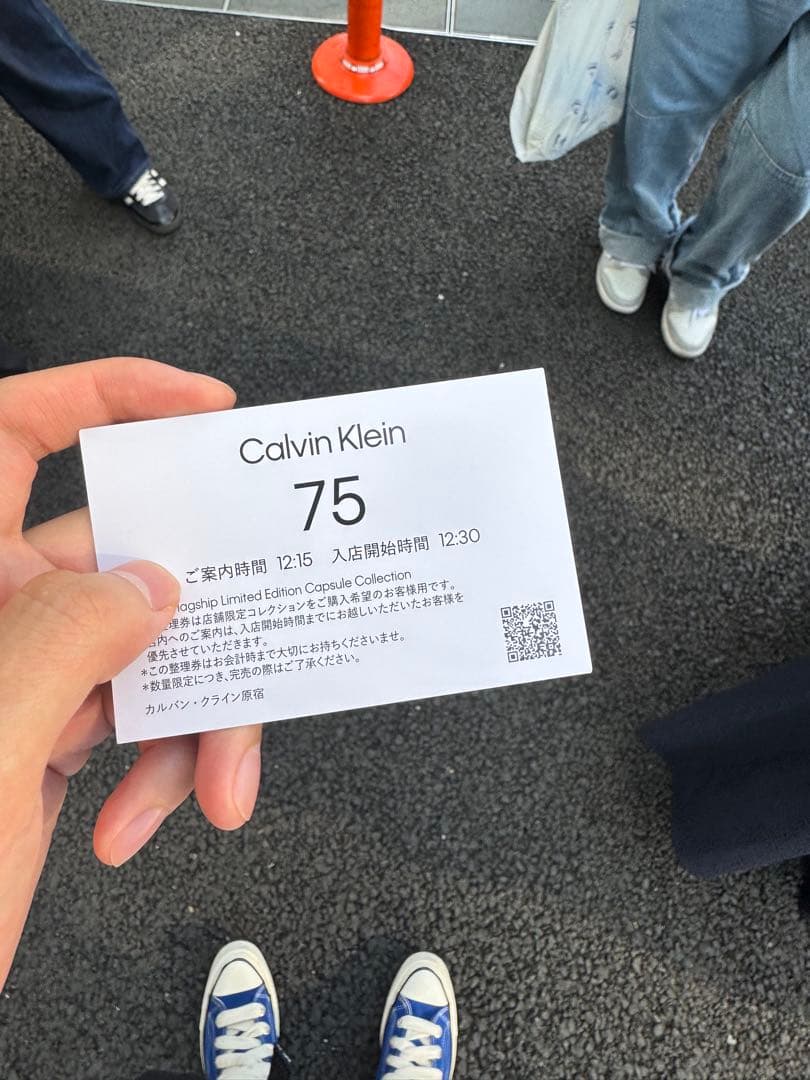 Calvin Klein
75
ご案内時間 12:15 入店開始時間 12:30
Flagship Limited Edition Capsule Collection
理券は店舗限定コレクションをご購入希望のお客様用です。
内へのご案内は、入店開始時間までにお越しいただいたお客様を
優先させていただきます。
*この整理券はお会計時まで大切にお持ちくださいませ。
*数量限定につき、完売の際はご了承ください。
カルバン・クライン原宿